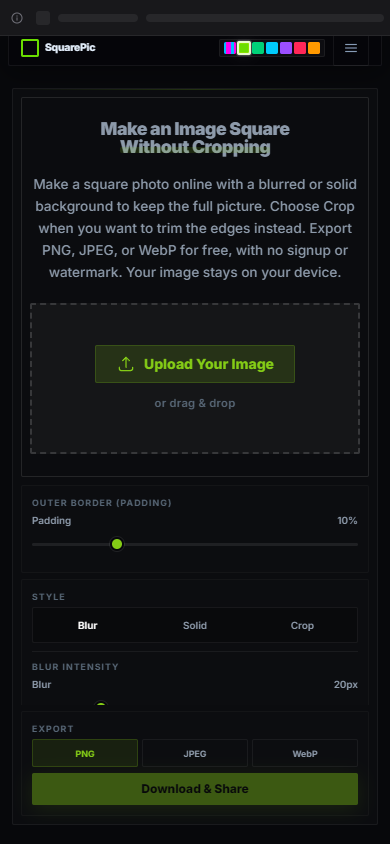 SquarePic
Make an Image Square
Without Cropping
Make a square photo online with a blurred or solid
background to keep the full picture. Choose Crop
when you want to trim the edges instead. Export
PNG, JPEG, or WebP for free, with no signup or
watermark. Your image stays on your device.
Upload Your Image
or drag & drop
OUTER BORDER (PADDING)
Padding 10%
STYLE
Blur Solid Crop
BLUR INTENSITY
Blur 20px
EXPORT
PNG JPEG WebP
Download & Share